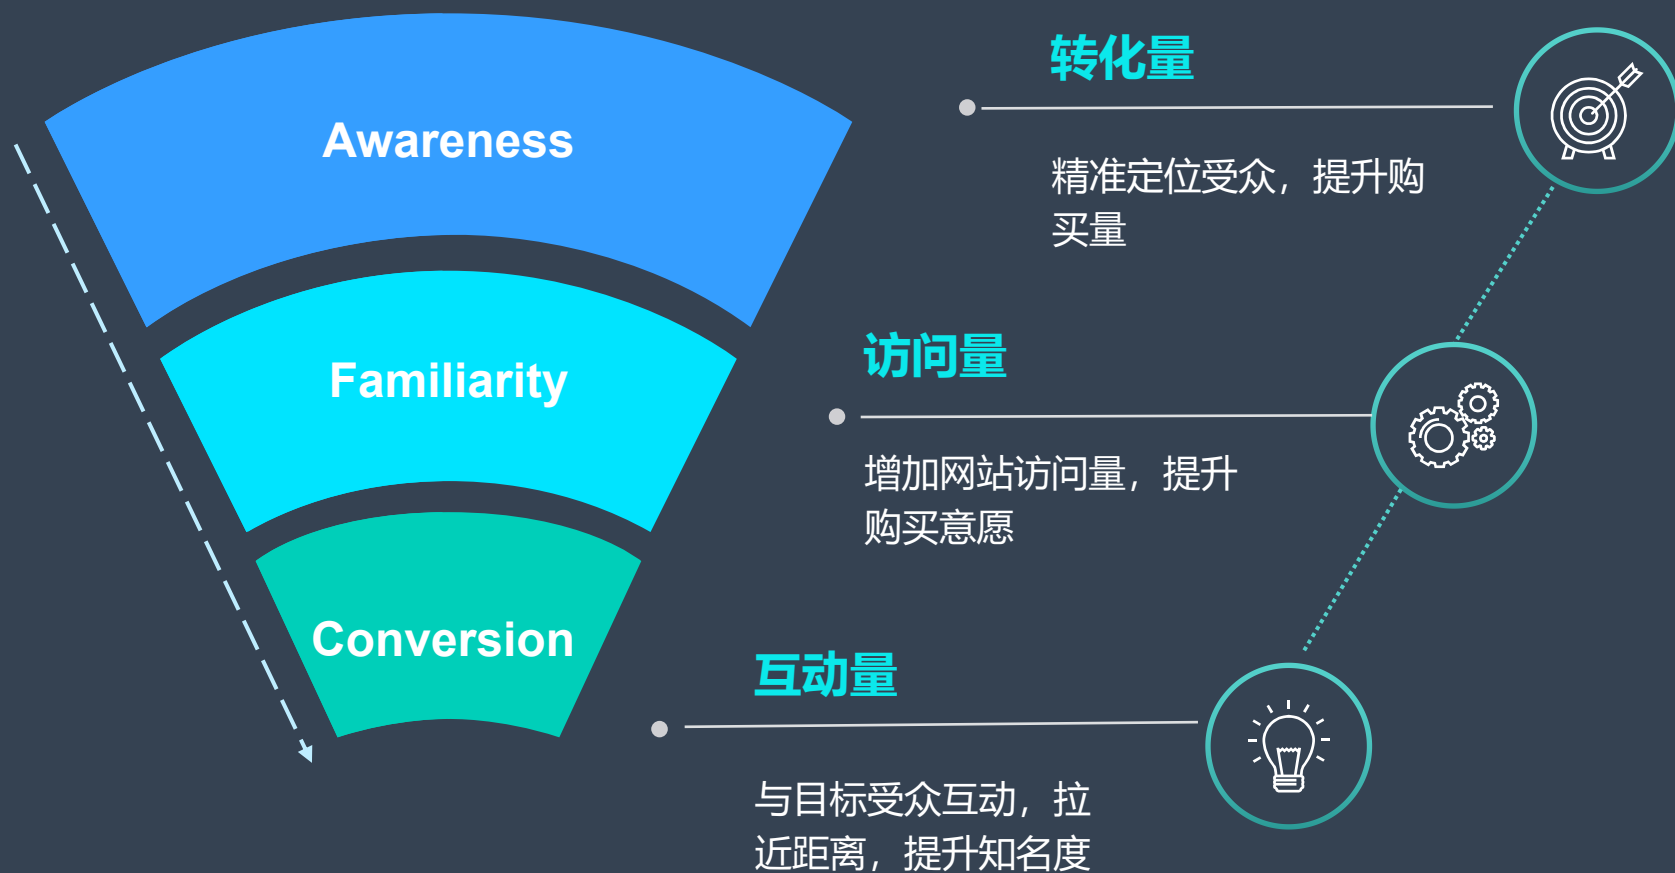 Awareness
Familiarity
Conversion
转化量
精准定位受众，提升购
买量
访问量
增加网站访问量，提升
购买意愿
互动量
与目标受众互动，拉
近距离，提升知名度